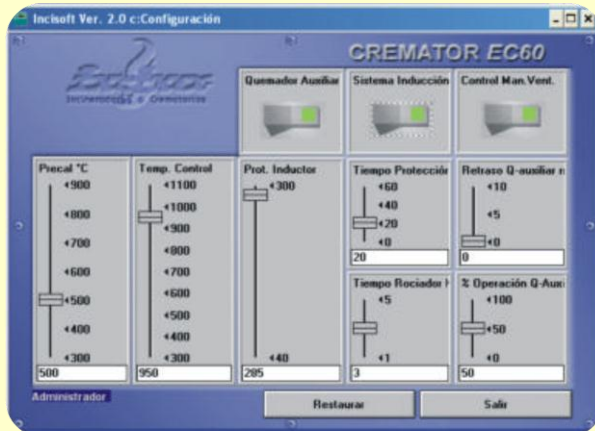 Incisoft Ver. 2.0 c:Configuración
CREMATOR EC60
Incineradores o Crematorios
Quemador Auxiliar
Sistema Inducción
Control Man.Vent.
Precal °C
900
800
700
600
500
400
300
500
Temp. Control
1100
1000
900
800
700
600
500
400
300
950
Prot. Inductor
300
40
285
Tiempo Protección
60
40
20
0
20
Retraso Q-auxiliar n
10
5
0
0
Tiempo Rociador
5
1
3
% Operación Q-Auxi
100
50
0
50
Administrador
Restaurar
Salir